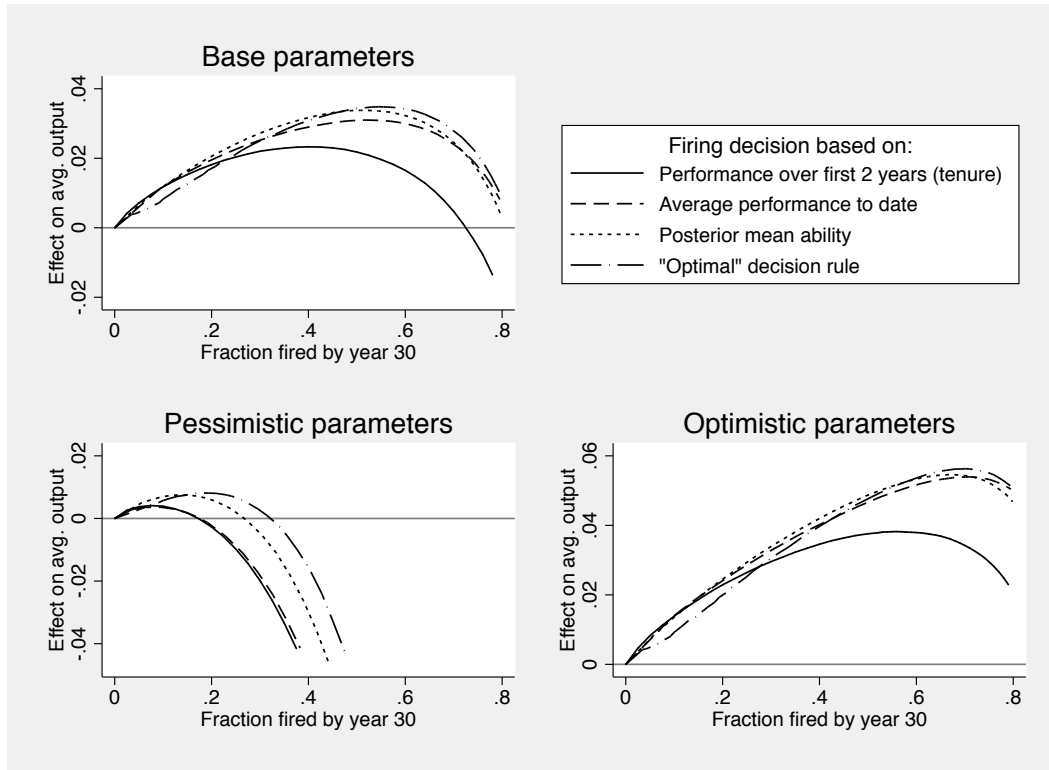 Base parameters
Effect on avg. output
.04
.02
0
-.02
0 .2 .4 .6 .8
Fraction fired by year 30
Firing decision based on:
Performance over first 2 years (tenure)
Average performance to date
Posterior mean ability
"Optimal" decision rule
Pessimistic parameters
Effect on avg. output
.02
0
-.02
-.04
0 .2 .4 .6 .8
Fraction fired by year 30
Optimistic parameters
Effect on avg. output
.06
.04
.02
0
0 .2 .4 .6 .8
Fraction fired by year 30